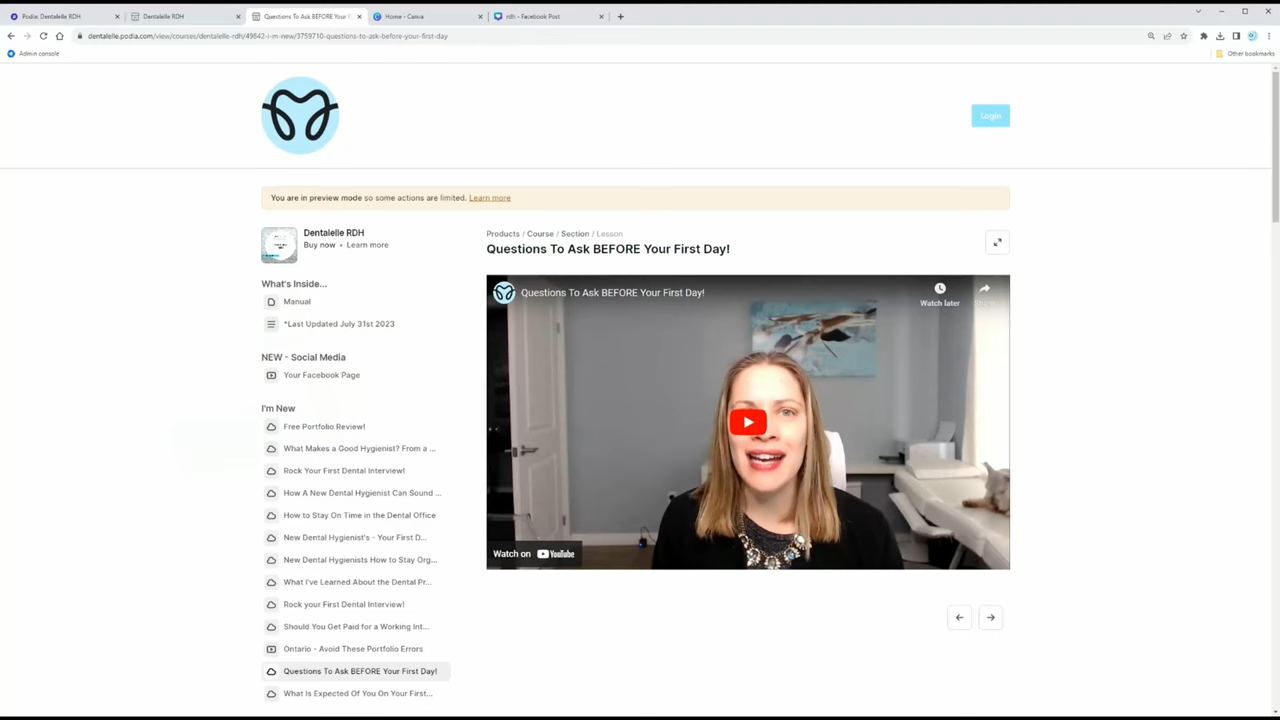 Podia: Dentalelle RDH
Dentalelle RDH
Questions To Ask BEFORE Your F
Home - Canva
rdh - Facebook Post
dentalelle.podia.com/view/courses/dentalelle-rdh/49842-i-m-new/3759710-questions-to-ask-before-your-first-day
Admin console
Other bookmarks
Login
You are in preview mode so some actions are limited. Learn more
Dentalelle RDH
Buy now • Learn more
What's Inside...
Manual
*Last Updated July 31st 2023
NEW - Social Media
Your Facebook Page
I'm New
Free Portfolio Review!
What Makes a Good Hygienist? From a ...
Rock Your First Dental Interview!
How A New Dental Hygienist Can Sound ...
How to Stay On Time in the Dental Office
New Dental Hygienist's - Your First D...
New Dental Hygienists How to Stay Org...
What I've Learned About the Dental Pr...
Rock your First Dental Interview!
Should You Get Paid for a Working Int...
Ontario - Avoid These Portfolio Errors
Questions To Ask BEFORE Your First Day!
What Is Expected Of You On Your First...
Products / Course / Section / Lesson
Questions To Ask BEFORE Your First Day!
Questions To Ask BEFORE Your First Day!
Watch later
Share
Watch on YouTube